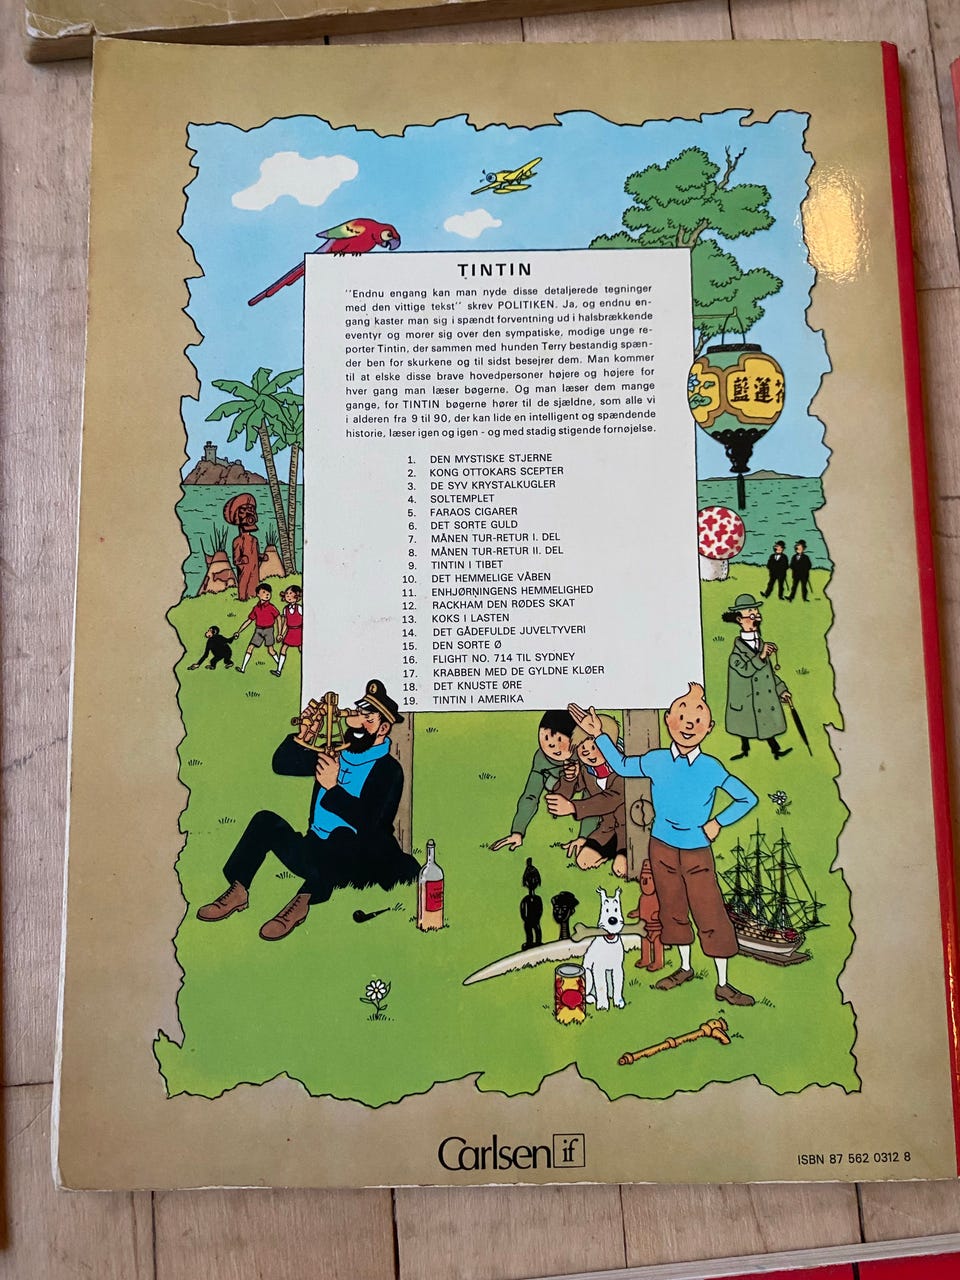 TINTIN
"Endnu engang kan man nyde disse detaljerede tegninger
med den vittige tekst" skrev POLITIKEN. Ja, og endnu en-
gang kaster man sig i spændt forventning ud i halsbrækkende
eventyr og morer sig over den sympatiske, modige unge re-
porter Tintin, der sammen med hunden Terry bestandig spæn-
der ben for skurkene og til sidst besejrer dem. Man kommer
til at elske disse brave hovedpersoner højere og højere for
hver gang man læser bøgerne. Og man læser dem mange
gange, for TINTIN bøgerne hører til de sjældne, som alle vi
i alderen fra 9 til 90, der kan lide en intelligent og spændende
historie, læser igen og igen - og med stadig stigende fornøjelse.
1. DEN MYSTISKE STJERNE
2. KONG OTTOKARS SCEPTER
3. DE SYV KRYSTALKUGLER
4. SOLTEMPLET
5. FARAOS CIGARER
6. DET SORTE GULD
7. MÅNEN TUR-RETUR I. DEL
8. MÅNEN TUR-RETUR II. DEL
9. TINTIN I TIBET
10. DET HEMMELIGE VÅBEN
11. ENHJØRNINGENS HEMMELIGHED
12. RACKHAM DEN RØDES SKAT
13. KOKS I LASTEN
14. DET GÅDEFULDE JUVELTYVERI
15. DEN SORTE Ø
16. FLIGHT NO. 714 TIL SYDNEY
17. KRABBEN MED DE GYLDNE KLØER
18. DET KNUSTE ØRE
19. TINTIN I AMERIKA
藍蓮
Carlsen if
ISBN 87 562 0312 8